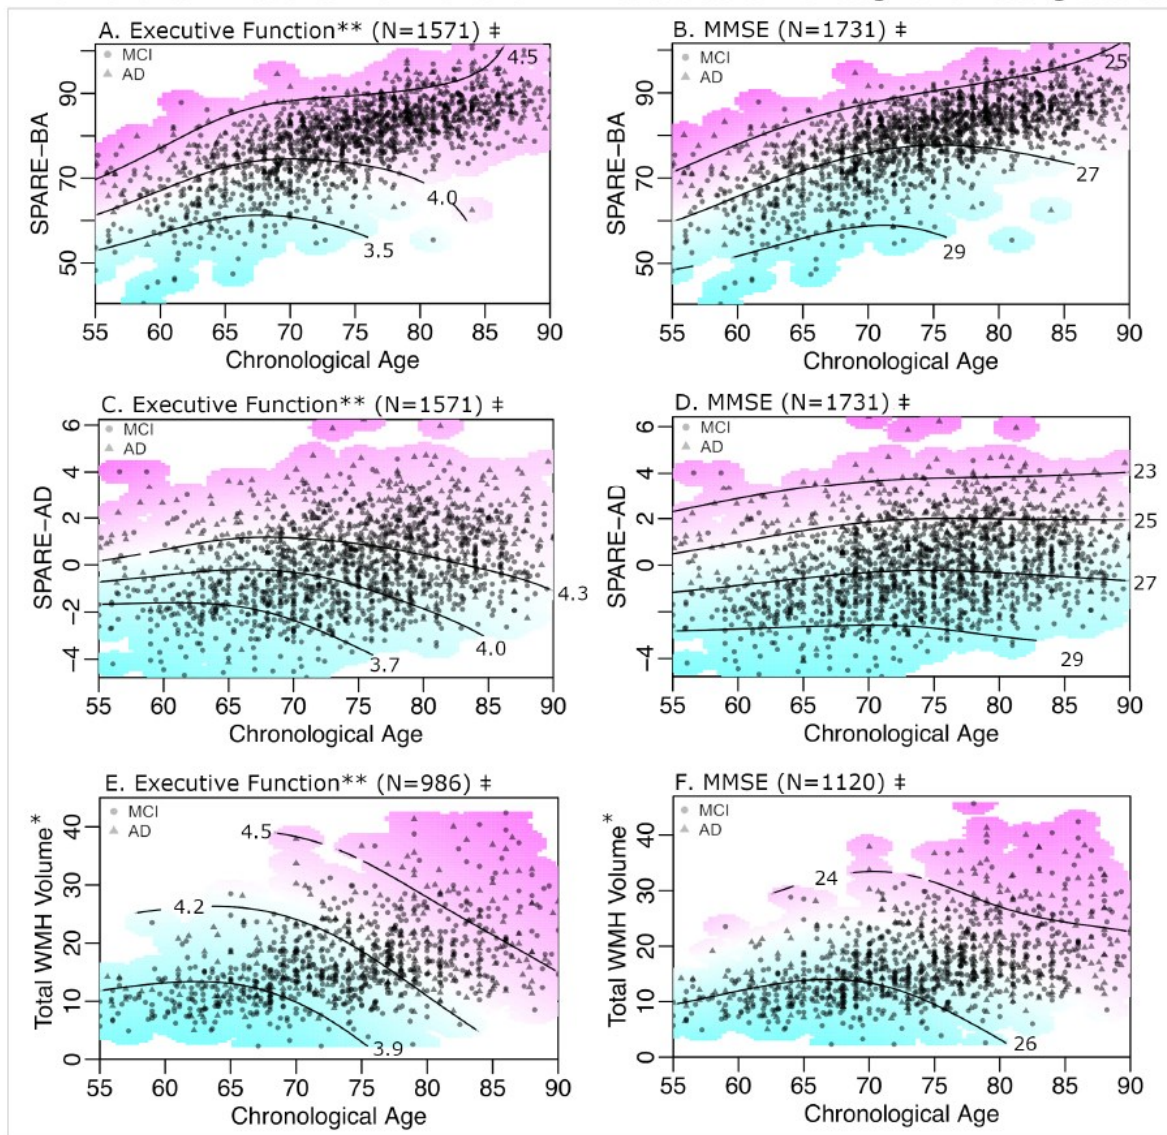 A. Executive Function** (N=1571) ‡
MCI
AD
4.5
4.0
3.5
90
70
50
SPARE-BA
55 60 65 70 75 80 85 90
Chronological Age
B. MMSE (N=1731) ‡
MCI
AD
25
27
29
90
70
50
SPARE-BA
55 60 65 70 75 80 85 90
Chronological Age
C. Executive Function** (N=1571) ‡
MCI
AD
6
4
2
0
-2
-4
SPARE-AD
4.3
4.0
3.7
55 60 65 70 75 80 85 90
Chronological Age
D. MMSE (N=1731) ‡
MCI
AD
6
4
2
0
-2
-4
SPARE-AD
23
25
27
29
55 60 65 70 75 80 85 90
Chronological Age
E. Executive Function** (N=986) ‡
MCI
AD
4.5
4.2
3.9
40
30
20
10
0
Total WMH Volume*
55 60 65 70 75 80 85 90
Chronological Age
F. MMSE (N=1120) ‡
MCI
AD
24
26
40
30
20
10
0
Total WMH Volume*
55 60 65 70 75 80 85 90
Chronological Age